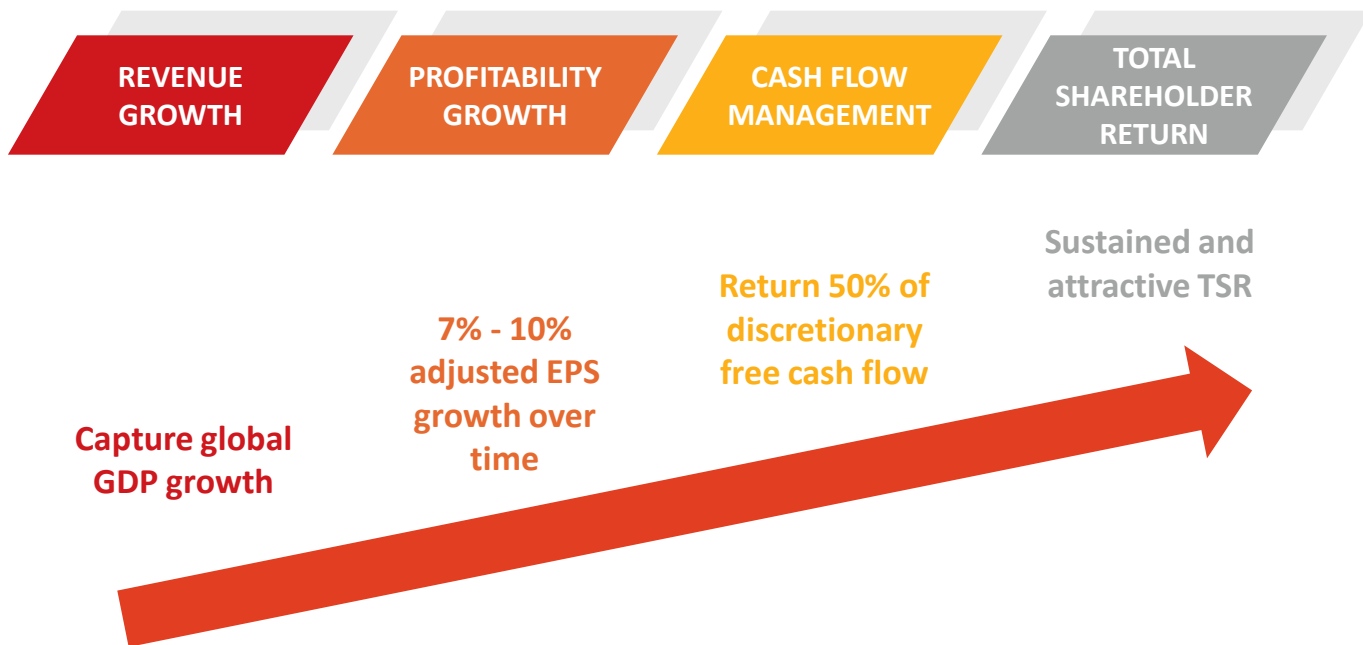 REVENUE
GROWTH
PROFITABILITY
GROWTH
CASH FLOW
MANAGEMENT
TOTAL
SHAREHOLDER
RETURN
Capture global
GDP growth
7% - 10%
adjusted EPS
growth over
time
Return 50% of
discretionary
free cash flow
Sustained and
attractive TSR